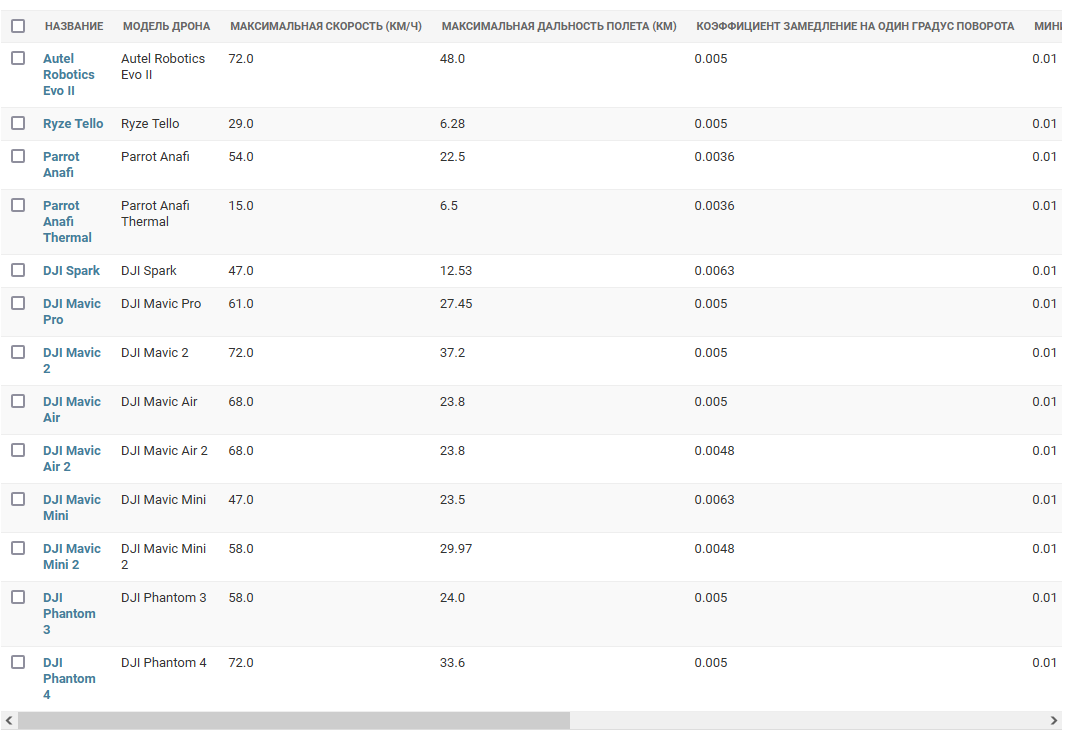 НАЗВАНИЕ МОДЕЛЬ ДРОНА МАКСИМАЛЬНАЯ СКОРОСТЬ (КМ/Ч) МАКСИМАЛЬНАЯ ДАЛЬНОСТЬ ПОЛЕТА (КМ) КОЭФФИЦИЕНТ ЗАМЕДЛЕНИЕ НА ОДИН ГРАДУС ПОВОРОТА
Autel Autel Robotics 72.0 48.0 0.005 0.01
Robotics Evo II
Evo II
Ryze Tello Ryze Tello 29.0 6.28 0.005 0.01
Parrot Parrot Anafi 54.0 22.5 0.0036 0.01
Anafi
Parrot Parrot Anafi 15.0 6.5 0.0036 0.01
Anafi Thermal
Thermal
DJI Spark DJI Spark 47.0 12.53 0.0063 0.01
DJI Mavic DJI Mavic Pro 61.0 27.45 0.005 0.01
Pro
DJI Mavic DJI Mavic 2 72.0 37.2 0.005 0.01
2
DJI Mavic DJI Mavic Air 68.0 23.8 0.005 0.01
Air
DJI Mavic DJI Mavic Air 2 68.0 23.8 0.0048 0.01
Air 2
DJI Mavic DJI Mavic Mini 47.0 23.5 0.0063 0.01
Mini
DJI Mavic DJI Mavic Mini 58.0 29.97 0.0048 0.01
Mini 2 2
DJI DJI Phantom 3 58.0 24.0 0.005 0.01
Phantom
3
DJI DJI Phantom 4 72.0 33.6 0.005 0.01
Phantom
4